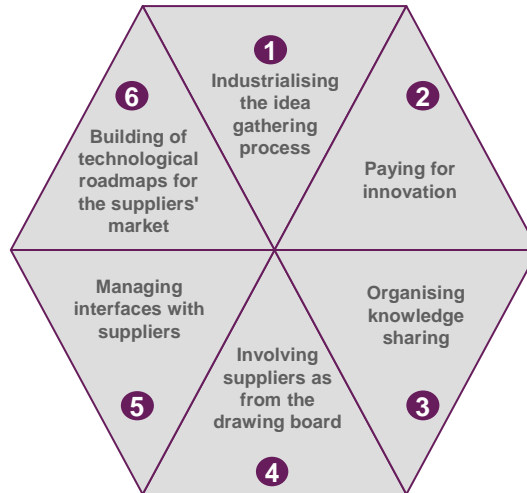 1
Industrialising
the idea
gathering
process
2
Paying for
innovation
Organising
knowledge
sharing
3
Involving
suppliers as
from the
drawing board
4
Managing
interfaces with
suppliers
5
6
Building of
technological
roadmaps for
the suppliers'
market